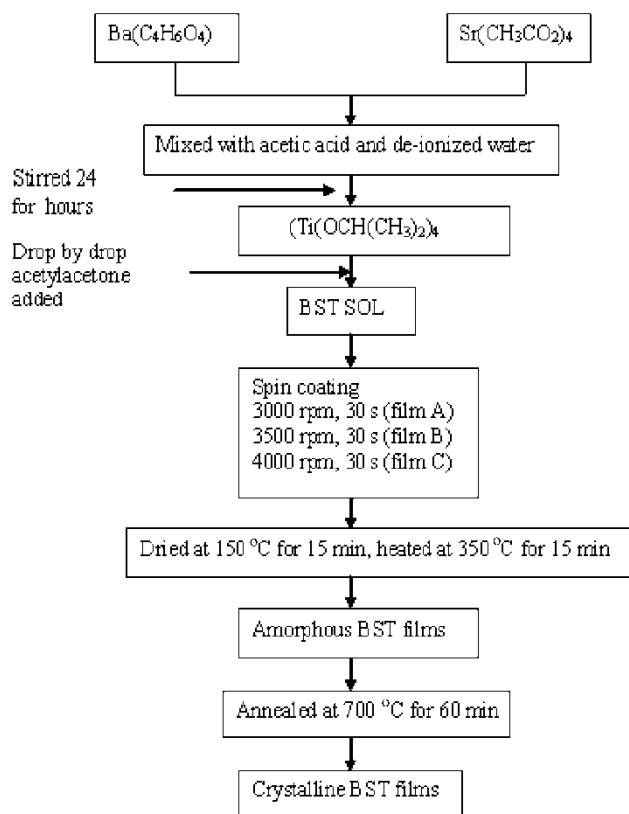 Ba(C₄H₆O₄)
Sr(CH₃CO₂)₄
Mixed with acetic acid and de-ionized water
Stirred 24
for hours
(Ti(OCH(CH₃)₂)₄
Drop by drop
acetylacetone
added
BST SOL
Spin coating
3000 rpm, 30 s (film A)
3500 rpm, 30 s (film B)
4000 rpm, 30 s (film C)
Dried at 150 °C for 15 min, heated at 350 °C for 15 min
Amorphous BST films
Annealed at 700 °C for 60 min
Crystalline BST films